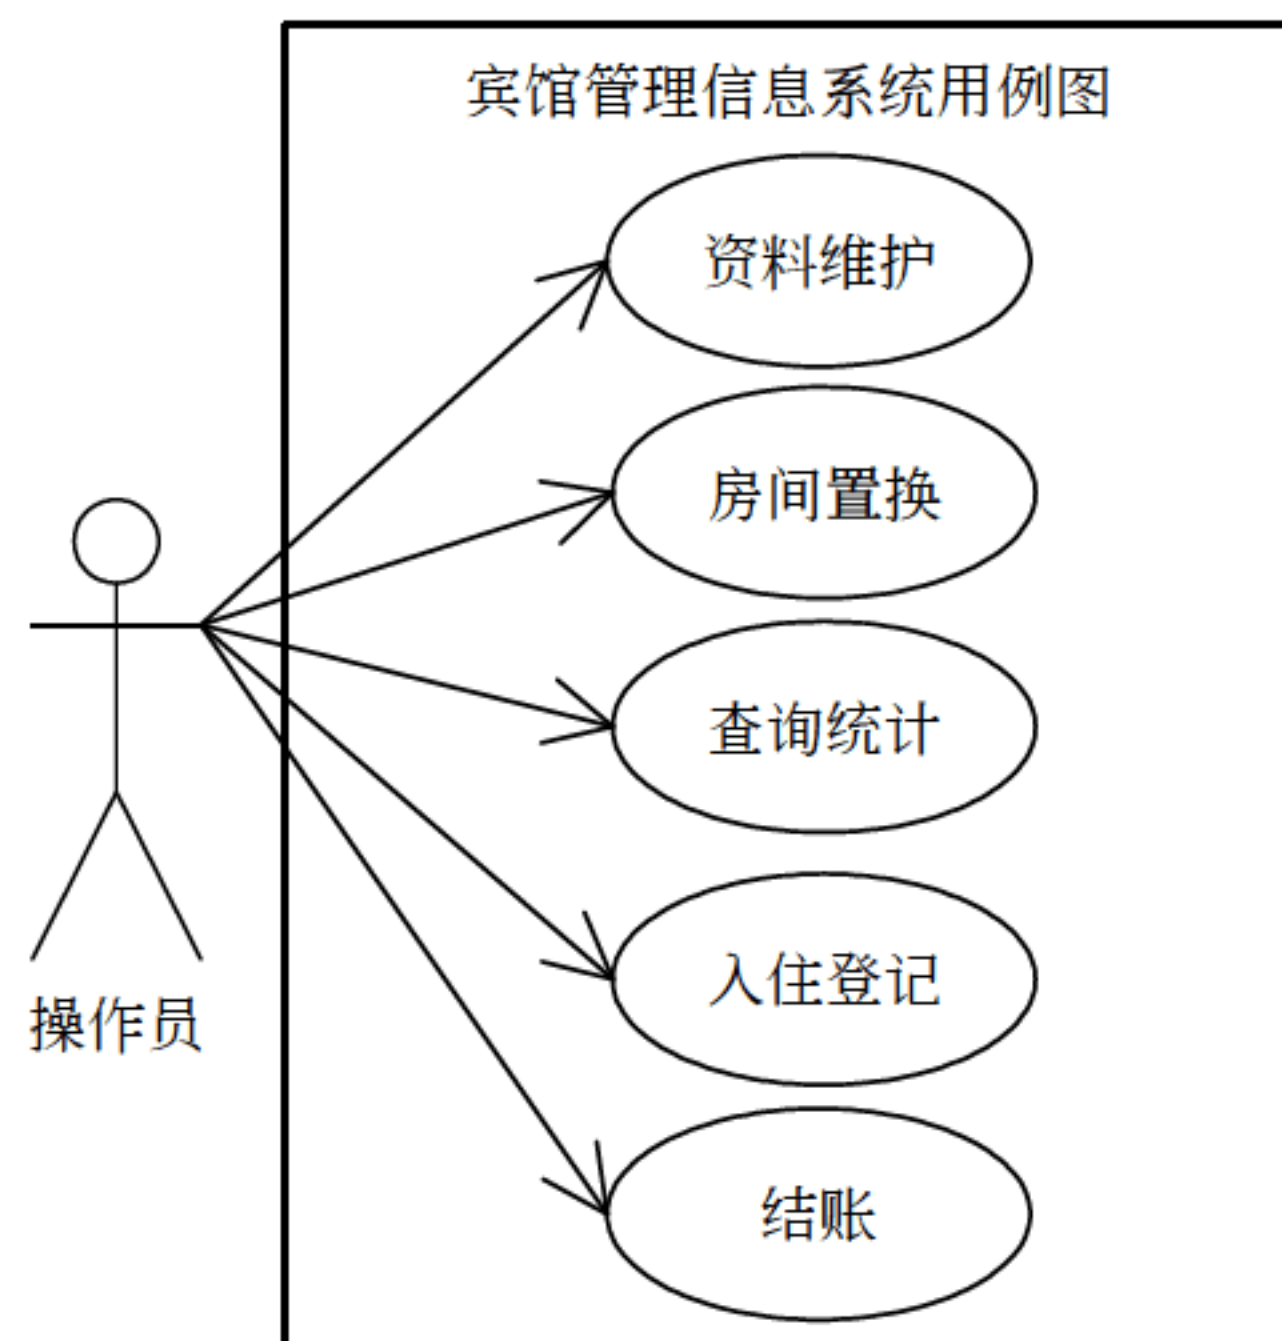 宾馆管理信息系统用例图
资料维护
房间置换
查询统计
入住登记
结账
操作员